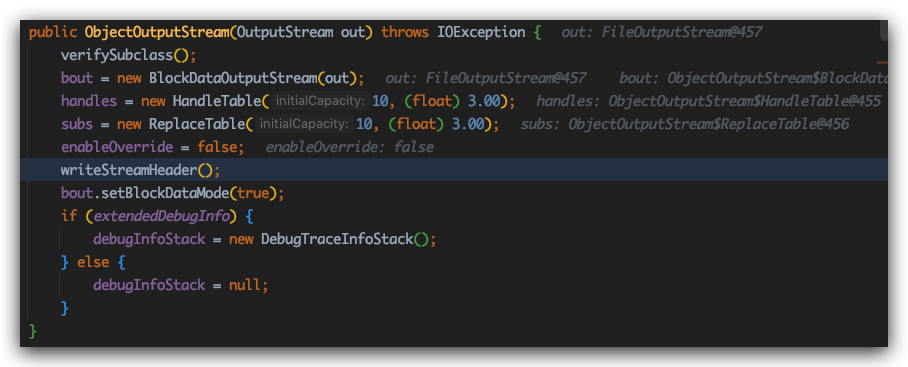 public ObjectOutputStream(OutputStream out) throws IOException {   out: FileOutputStream@457
    verifySubclass();
    bout = new BlockDataOutputStream(out);   out: FileOutputStream@457     bout: ObjectOutputStream$BlockData
    handles = new HandleTable( initialCapacity: 10, (float) 3.00);   handles: ObjectOutputStream$HandleTable@455
    subs = new ReplaceTable( initialCapacity: 10, (float) 3.00);   subs: ObjectOutputStream$ReplaceTable@456
    enableOverride = false;   enableOverride: false
    writeStreamHeader();
    bout.setBlockDataMode(true);
    if (extendedDebugInfo) {
        debugInfoStack = new DebugTraceInfoStack();
    } else {
        debugInfoStack = null;
    }
}